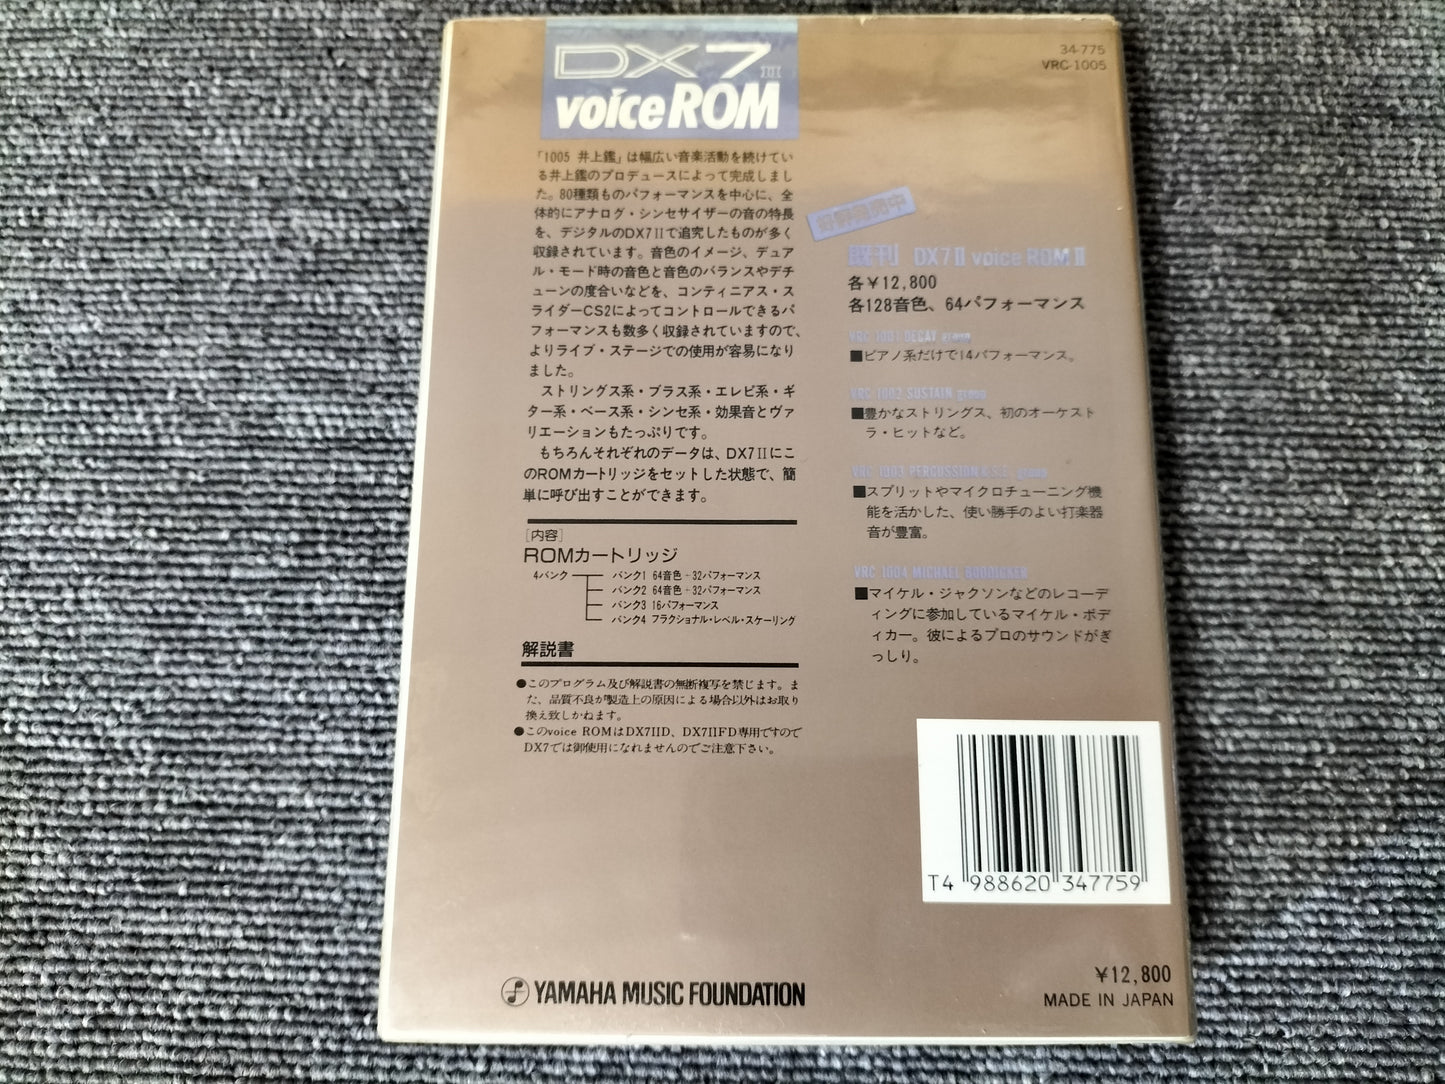 DX7II
voice ROM
34-775
VRC-1005
「1005 井上鑑」は幅広い音楽活動を続けてい
る井上鑑のプロデュースによって完成しまし
た。80種類ものパフォーマンスを中心に、全
体的にアナログ・シンセサイザーの音の特長
を、デジタルのDX7IIで追究したものが多く
収録されています。音色のイメージ、デュア
ル・モード時の音色と音色のバランスやデチ
ューンの度合いなどを、コンティニアス・ス
ライダーCS2によってコントロールできるパ
フォーマンスも数多く収録されていますので、
よりライブ・ステージでの使用が容易になり
ました。
ストリングス系・ブラス系・エレピ系・ギ
ター系・ベース系・シンセ系・効果音とヴァ
リエーションもたっぷりです。
もちろんそれぞれのデータは、DX7IIにこ
のROMカートリッジをセットした状態で、簡
単に呼び出すことができます。
[内容]
ROMカートリッジ
4バンク
バンク1 64音色+32パフォーマンス
バンク2 64音色+32パフォーマンス
バンク3 16パフォーマンス
バンク4 フラクショナル・レベル・スケーリング
解説書
●このプログラム及び解説書の無断複写を禁じます。ま
た、品質不良が製造上の原因による場合以外はお取り
換え致しかねます。
●このvoice ROMはDX7IID、DX7IIFD専用ですので
DX7では御使用になれませんのでご注意下さい。
好評発売中
既刊 DX7II voice ROM II
各￥12,800
各128音色、64パフォーマンス
VRC-1001 DECAY group
■ピアノ系だけで14パフォーマンス。
VRC-1002 SUSTAIN group
■豊かなストリングス、初のオーケスト
ラ・ヒットなど。
VRC-1003 PERCUSSION & S.E. group
■スプリットやマイクロチューニング機
能を活かした、使い勝手のよい打楽器
音が豊富。
VRC-1004 MICHAEL BODDICKER
■マイケル・ジャクソンなどのレコーデ
ィングに参加しているマイケル・ボデ
ィカー。彼によるプロのサウンドがぎ
っしり。
T4 988620 347759
￥12,800
MADE IN JAPAN
YAMAHA MUSIC FOUNDATION